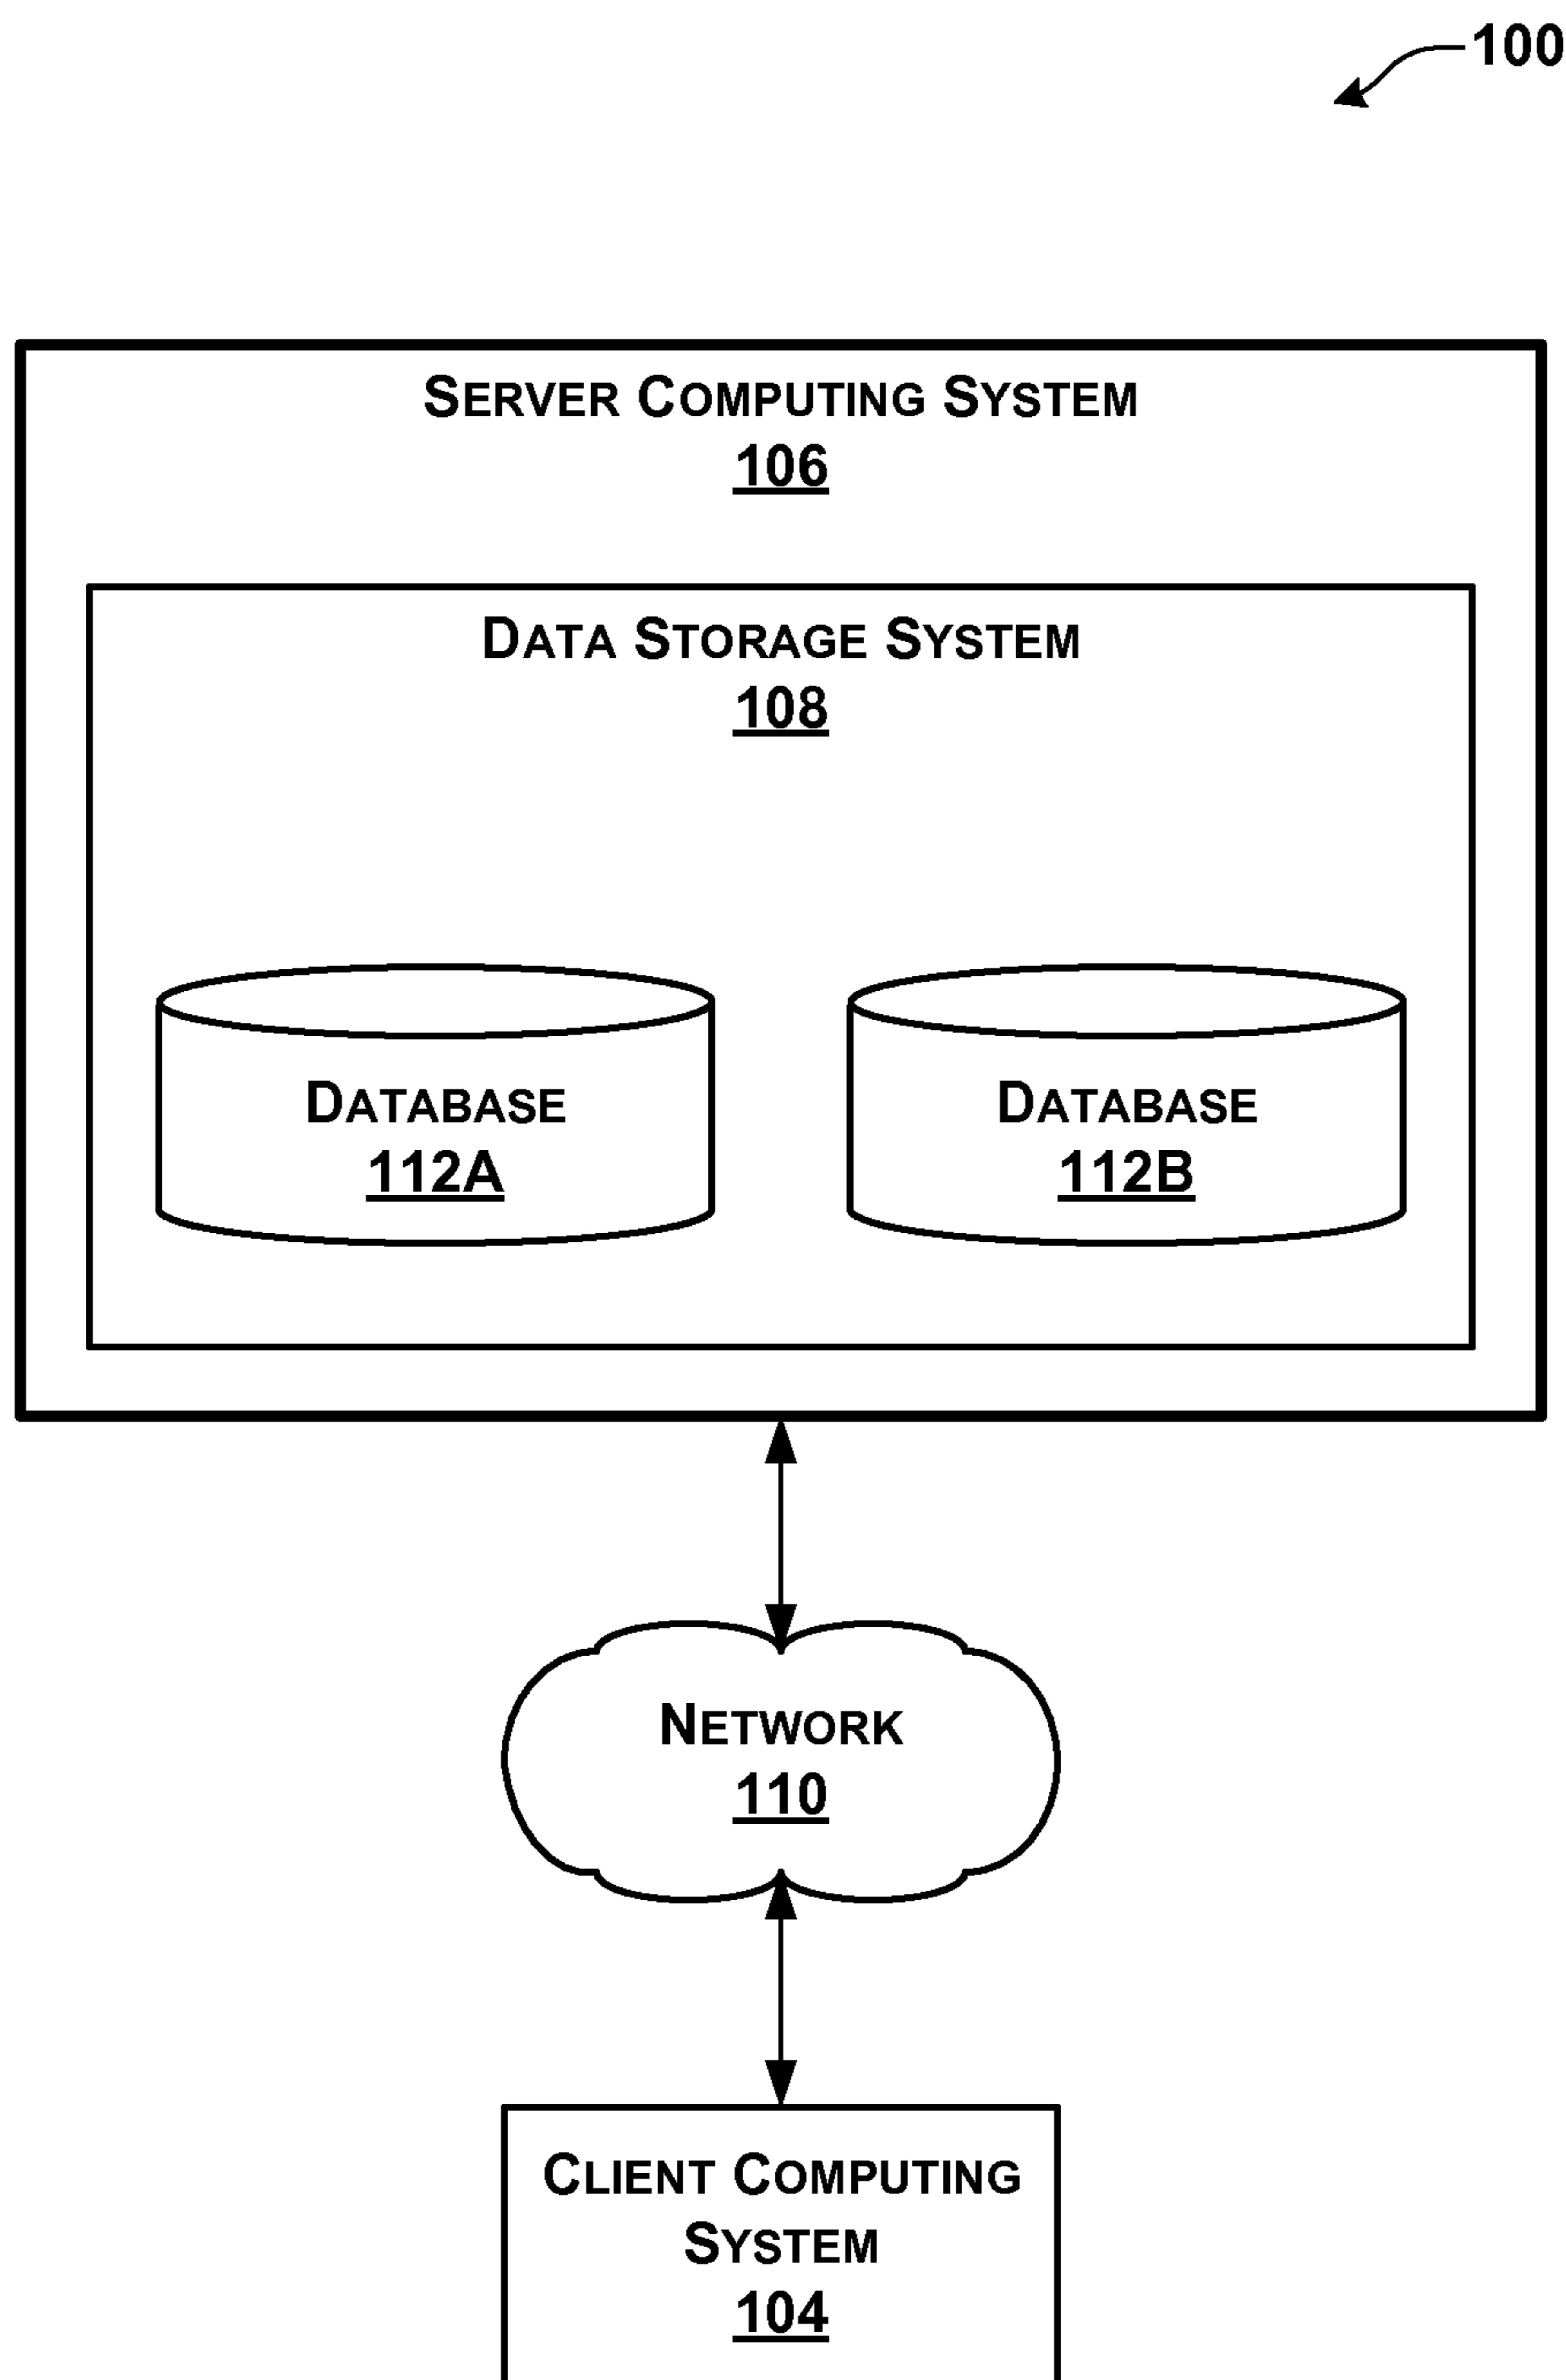 100
SERVER COMPUTING SYSTEM
106
DATA STORAGE SYSTEM
108
DATABASE
112A
DATABASE
112B
NETWORK
110
CLIENT COMPUTING
SYSTEM
104